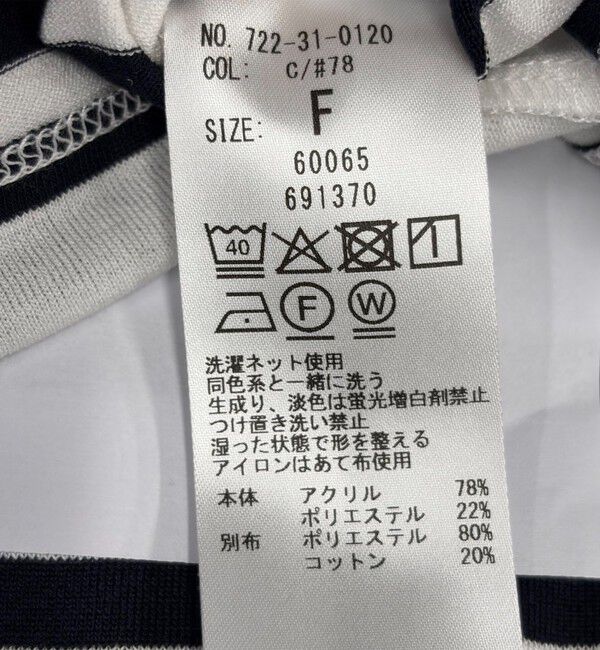 NO. 722-31-0120
COL: C/#78
SIZE: F
60065
691370
40
F W
洗濯ネット使用
同色系と一緒に洗う
生成り、淡色は蛍光増白剤禁止
つけ置き洗い禁止
湿った状態で形を整える
アイロンはあて布使用
本体 アクリル 78%
ポリエステル 22%
別布 ポリエステル 80%
コットン 20%